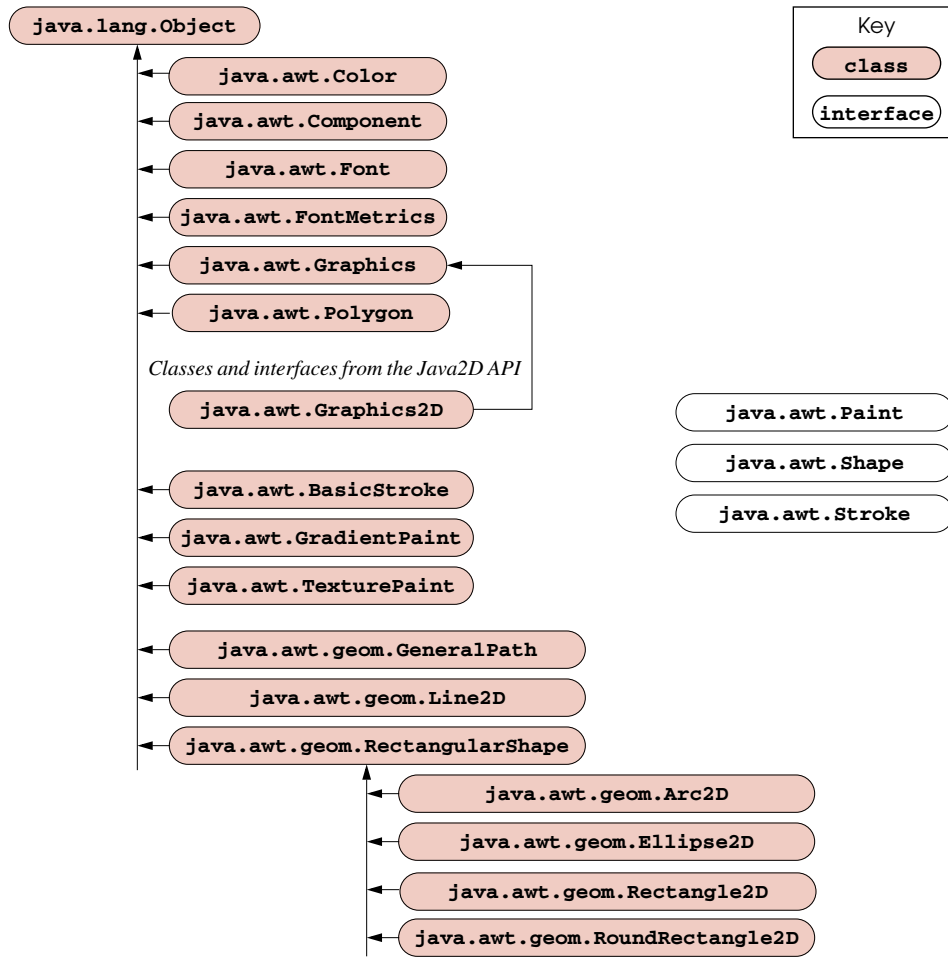 java.lang.Object
Key
class
interface
java.awt.Color
java.awt.Component
java.awt.Font
java.awt.FontMetrics
java.awt.Graphics
java.awt.Polygon
Classes and interfaces from the Java2D API
java.awt.Graphics2D
java.awt.Paint
java.awt.Shape
java.awt.Stroke
java.awt.BasicStroke
java.awt.GradientPaint
java.awt.TexturePaint
java.awt.geom.GeneralPath
java.awt.geom.Line2D
java.awt.geom.RectangularShape
java.awt.geom.Arc2D
java.awt.geom.Ellipse2D
java.awt.geom.Rectangle2D
java.awt.geom.RoundRectangle2D